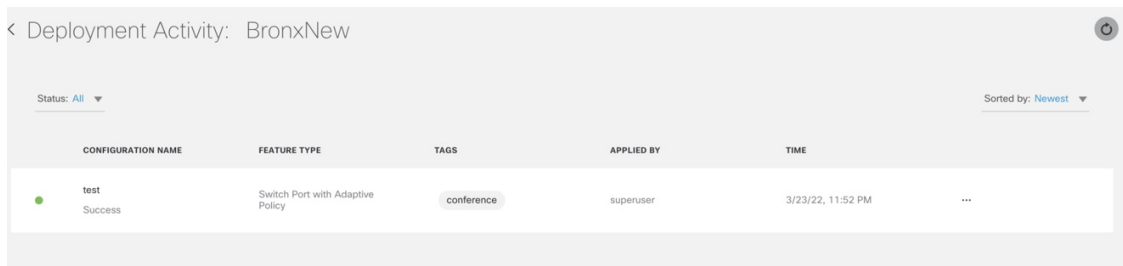 Deployment Activity: BronxNew
Status: All
Sorted by: Newest
CONFIGURATION NAME FEATURE TYPE TAGS APPLIED BY TIME
test
Success
Switch Port with Adaptive
Policy
conference
superuser
3/23/22, 11:52 PM
...